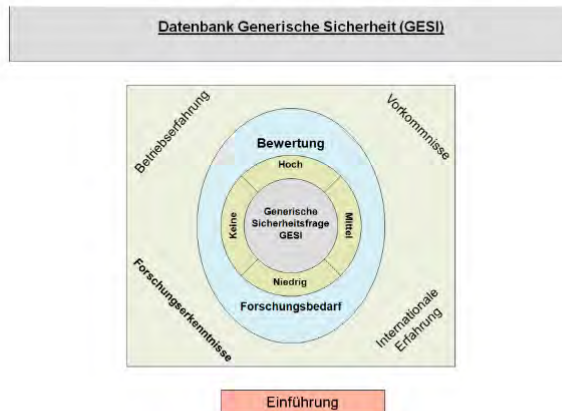 Datenbank Generische Sicherheit (GESI)
Betriebserfahrung
Vorkommnisse
Bewertung
Hoch
Keine
Generische
Sicherheitsfrage
GESI
Mittel
Niedrig
Forschungsbedarf
Forschungserkenntnisse
Internationale
Erfahrung
Einführung